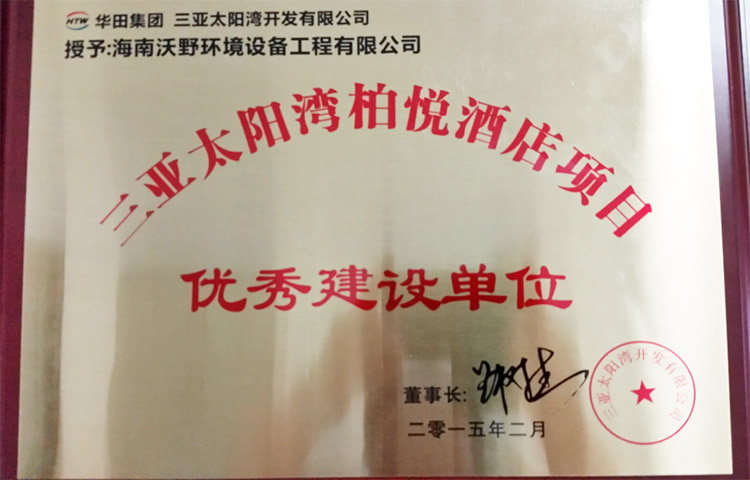 HTW 华田集团 三亚太阳湾开发有限公司
授予:海南沃野环境设备工程有限公司
三亚太阳湾柏悦酒店项目
优秀建设单位
董事长:
二零一五年二月
三亚太阳湾开发有限公司